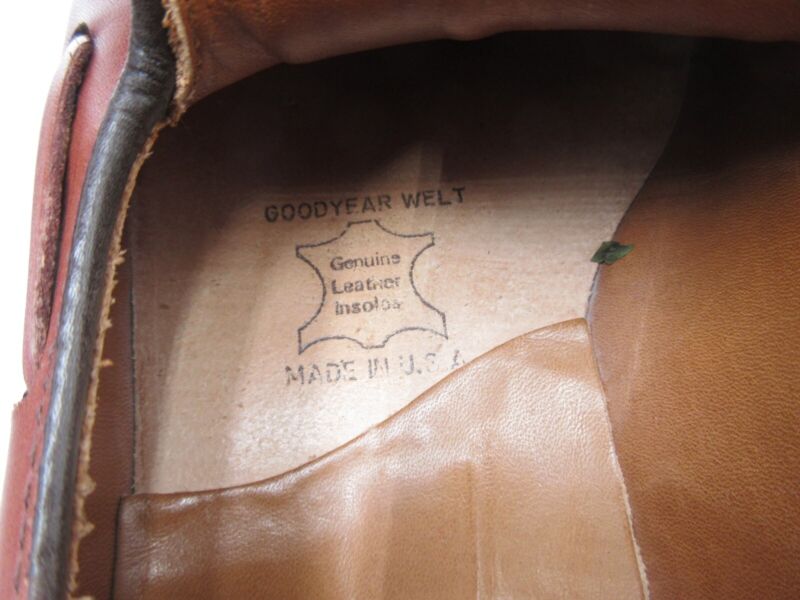 GOODYEAR WELT
Genuine
Leather
Insoles
MADE IN U.S.A.